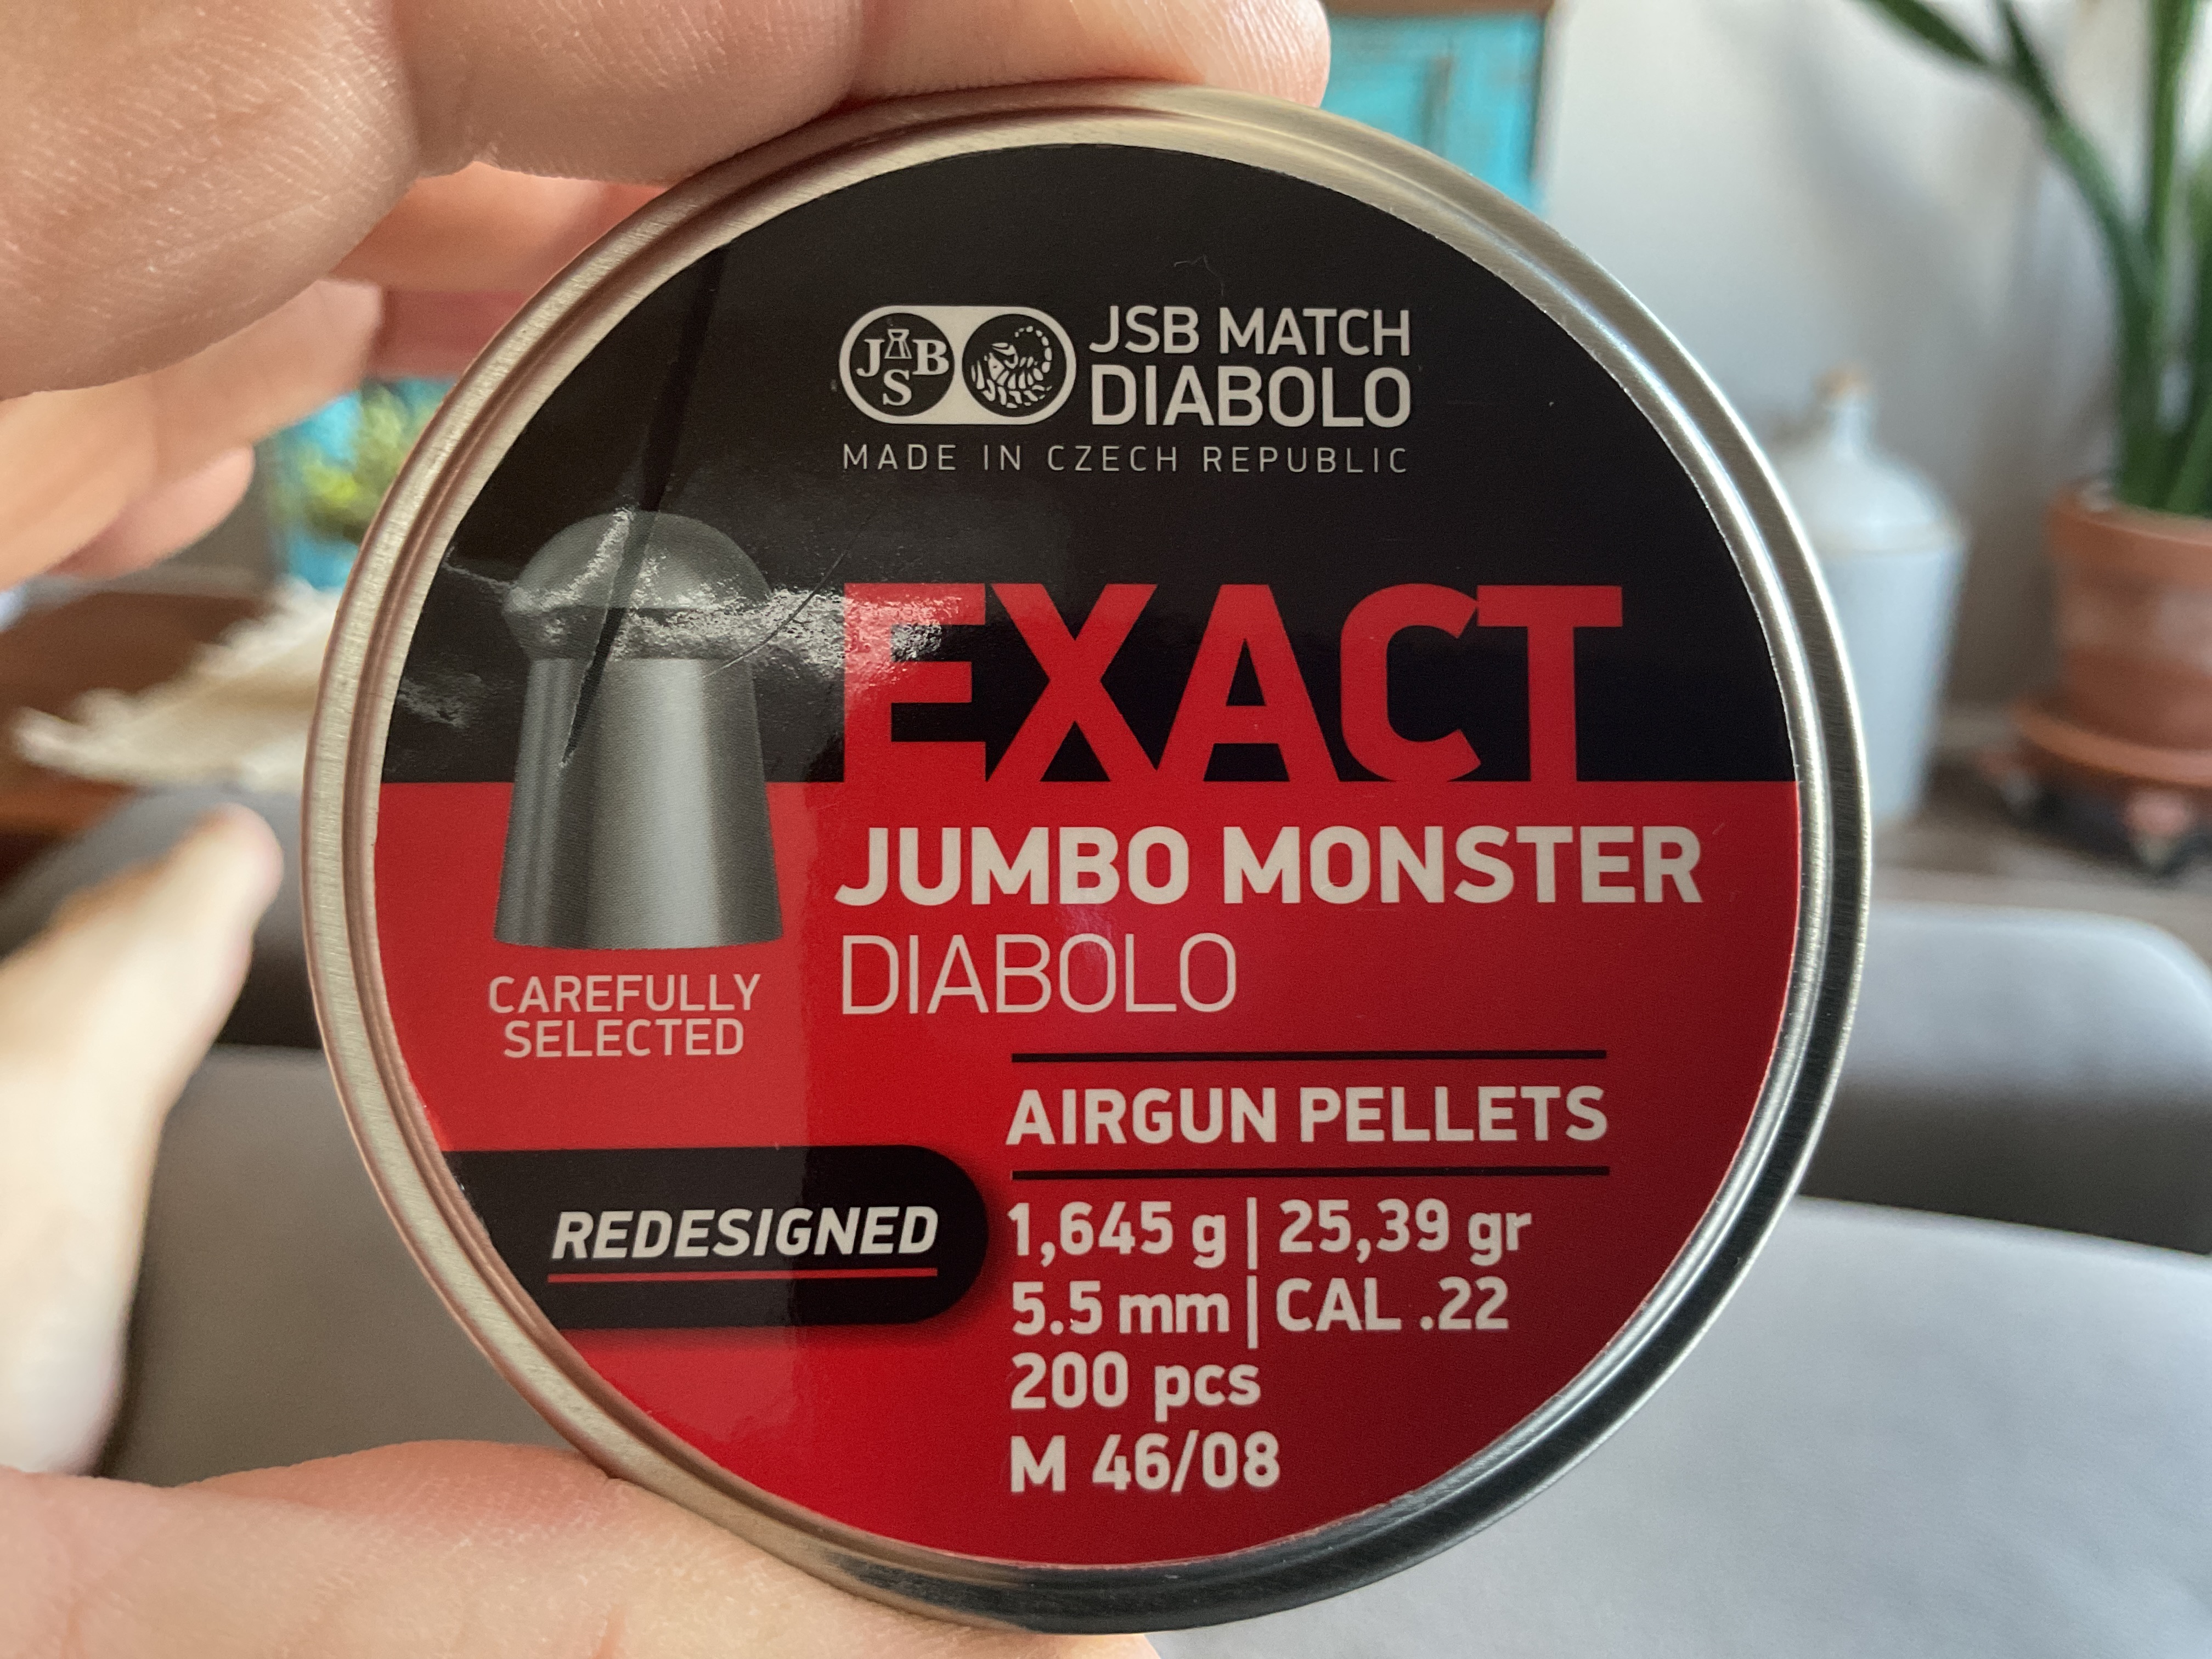 JSB
JSB MATCH
DIABOLO
MADE IN CZECH REPUBLIC
EXACT
JUMBO MONSTER
DIABOLO
CAREFULLY
SELECTED
AIRGUN PELLETS
REDESIGNED
1,645 g | 25,39 gr
5.5 mm | CAL .22
200 pcs
M 46/08